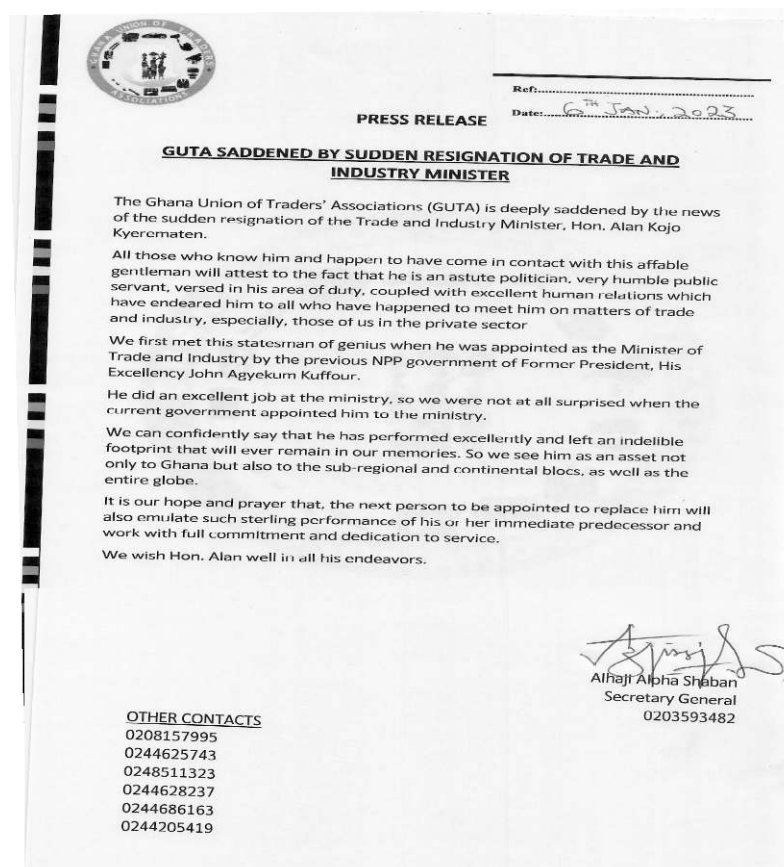 GHANA UNION OF TRADERS' ASSOCIATIONS
Ref:
Date: 6TH JAN., 2023
PRESS RELEASE
GUTA SADDENED BY SUDDEN RESIGNATION OF TRADE AND
INDUSTRY MINISTER
The Ghana Union of Traders' Associations (GUTA) is deeply saddened by the news
of the sudden resignation of the Trade and Industry Minister, Hon. Alan Kojo
Kyerematen.
All those who know him and happen to have come in contact with this affable
gentleman will attest to the fact that he is an astute politician, very humble public
servant, versed in his area of duty, coupled with excellent human relations which
have endeared him to all who have happened to meet him on matters of trade
and industry, especially, those of us in the private sector
We first met this statesman of genius when he was appointed as the Minister of
Trade and Industry by the previous NPP government of Former President, His
Excellency John Agyekum Kuffour.
He did an excellent job at the ministry, so we were not at all surprised when the
current government appointed him to the ministry.
We can confidently say that he has performed excellently and left an indelible
footprint that will ever remain in our memories. So we see him as an asset not
only to Ghana but also to the sub-regional and continental blocs, as well as the
entire globe.
It is our hope and prayer that, the next person to be appointed to replace him will
also emulate such sterling performance of his or her immediate predecessor and
work with full commitment and dedication to service.
We wish Hon. Alan well in all his endeavors.
Alhaji Alpha Shaban
Secretary General
0203593482
OTHER CONTACTS
0208157995
0244625743
0248511323
0244628237
0244686163
0244205419